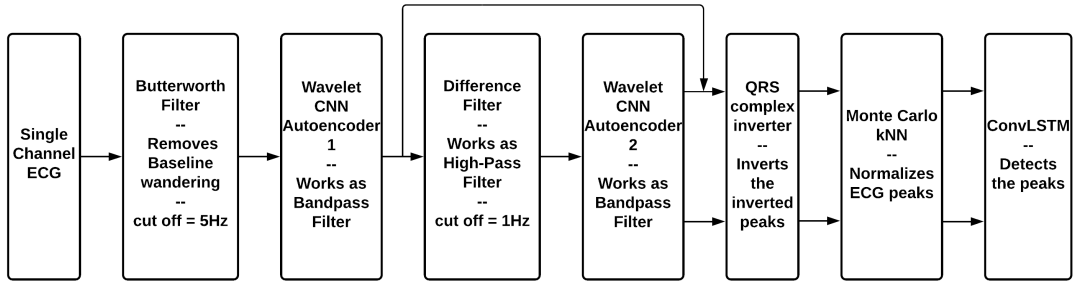 Single
Channel
ECG
Butterworth
Filter
--
Removes
Baseline
wandering
--
cut off = 5Hz
Wavelet
CNN
Autoencoder
1
--
Works as
Bandpass
Filter
Difference
Filter
--
Works as
High-Pass
Filter
--
cut off = 1Hz
Wavelet
CNN
Autoencoder
2
--
Works as
Bandpass
Filter
QRS
complex
inverter
--
Inverts
the
inverted
peaks
Monte Carlo
kNN
--
Normalizes
ECG peaks
ConvLSTM
--
Detects
the peaks